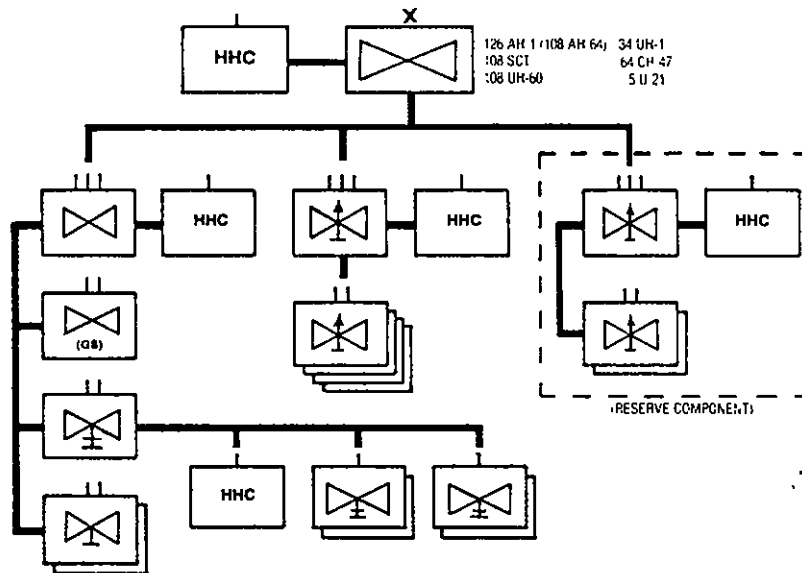 X
HHC
126 AH 1 (108 AH 64) 34 UH-1
108 SCT 64 CH 47
108 UH-60 5 U 21
HHC
HHC
HHC
(GS)
(RESERVE COMPONENT)
HHC